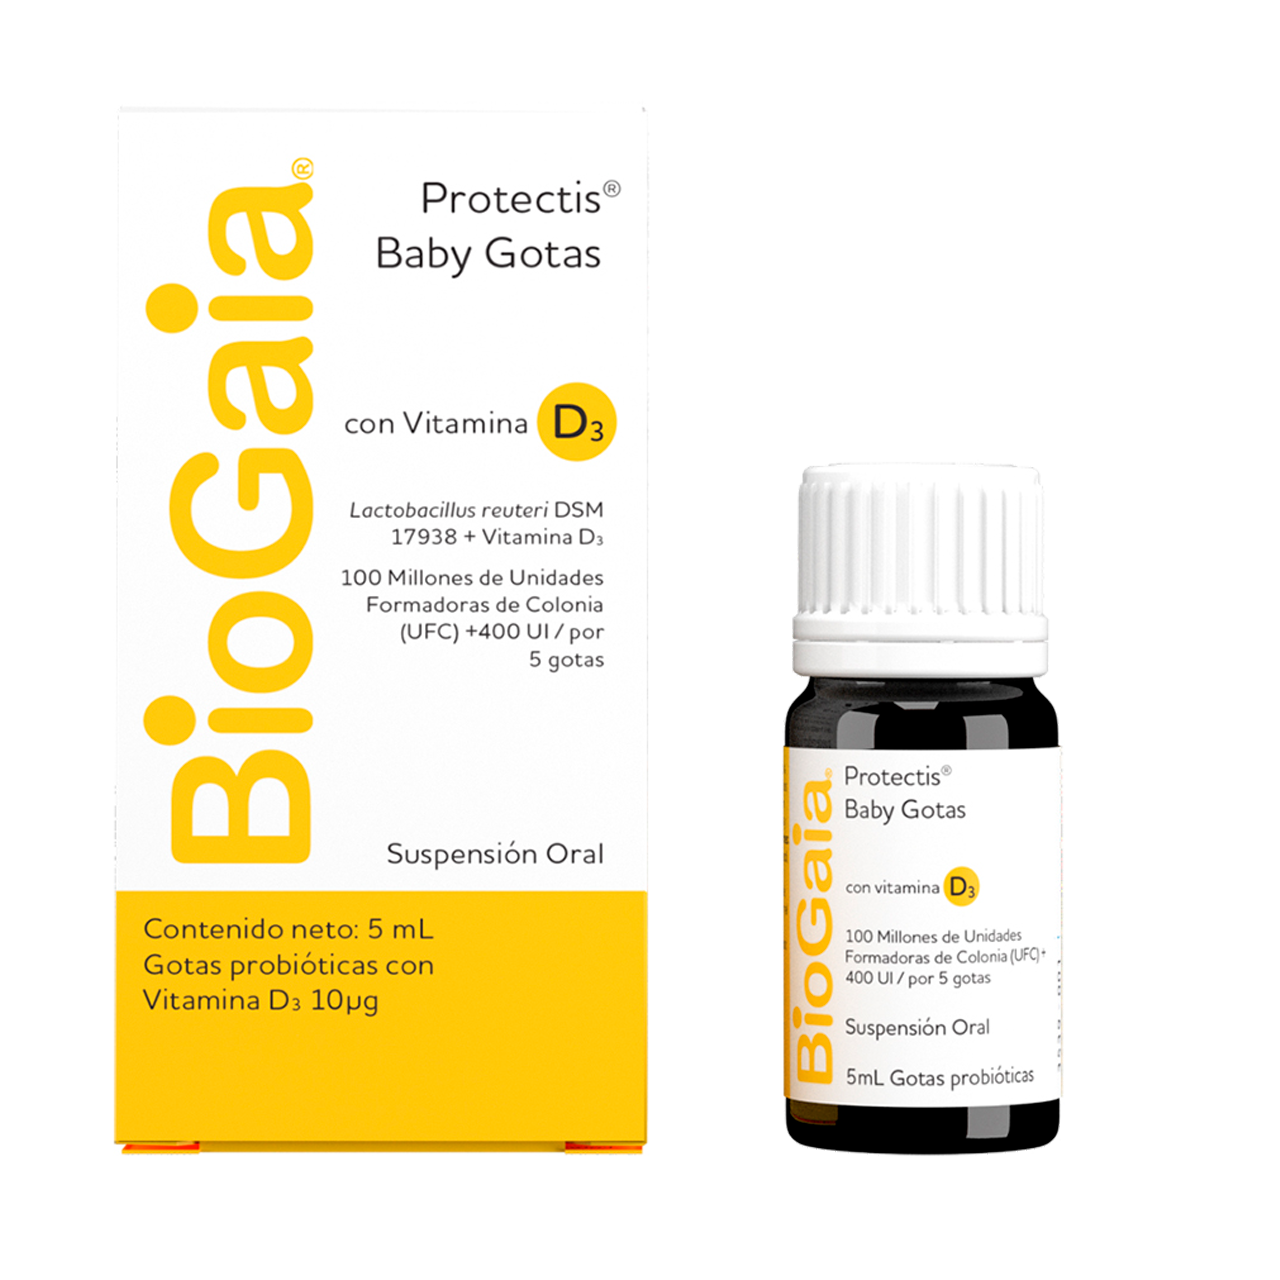 BioGaia®
Protectis®
Baby Gotas
con Vitamina D3
Lactobacillus reuteri DSM
17938 + Vitamina D3
100 Millones de Unidades
Formadoras de Colonia
(UFC) +400 UI / por
5 gotas
Suspensión Oral
Contenido neto: 5 mL
Gotas probióticas con
Vitamina D3 10µg
BioGaia®
Protectis®
Baby Gotas
con vitamina D3
100 Millones de Unidades
Formadoras de Colonia (UFC) +
400 UI / por 5 gotas
Suspensión Oral
5mL Gotas probióticas